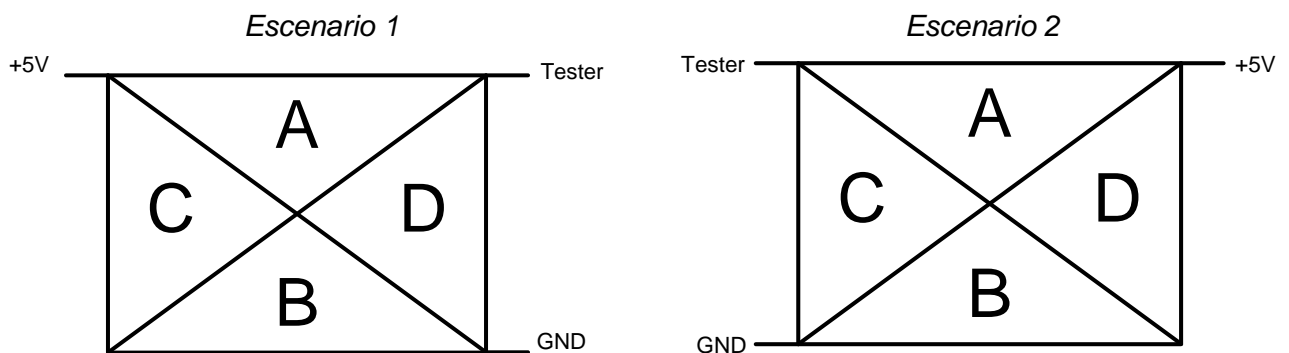 Escenario 1
+5V
Tester
A
C
D
B
GND
Escenario 2
Tester
+5V
A
C
D
B
GND